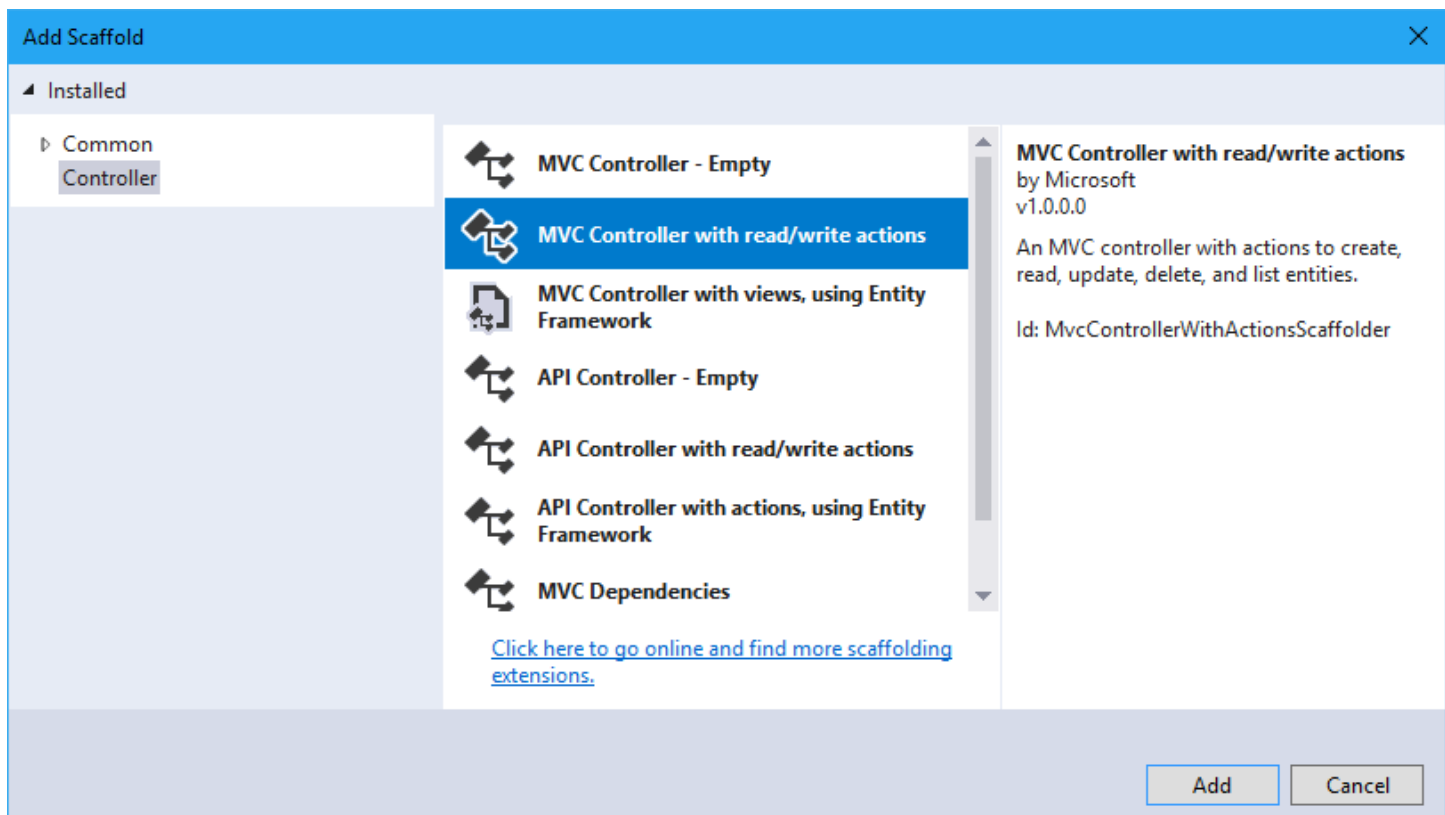 Add Scaffold
Installed
Common
Controller
MVC Controller - Empty
MVC Controller with read/write actions
MVC Controller with views, using Entity
Framework
API Controller - Empty
API Controller with read/write actions
API Controller with actions, using Entity
Framework
MVC Dependencies
Click here to go online and find more scaffolding
extensions.
MVC Controller with read/write actions
by Microsoft
v1.0.0.0
An MVC controller with actions to create,
read, update, delete, and list entities.
Id: MvcControllerWithActionsScaffolder
Add
Cancel